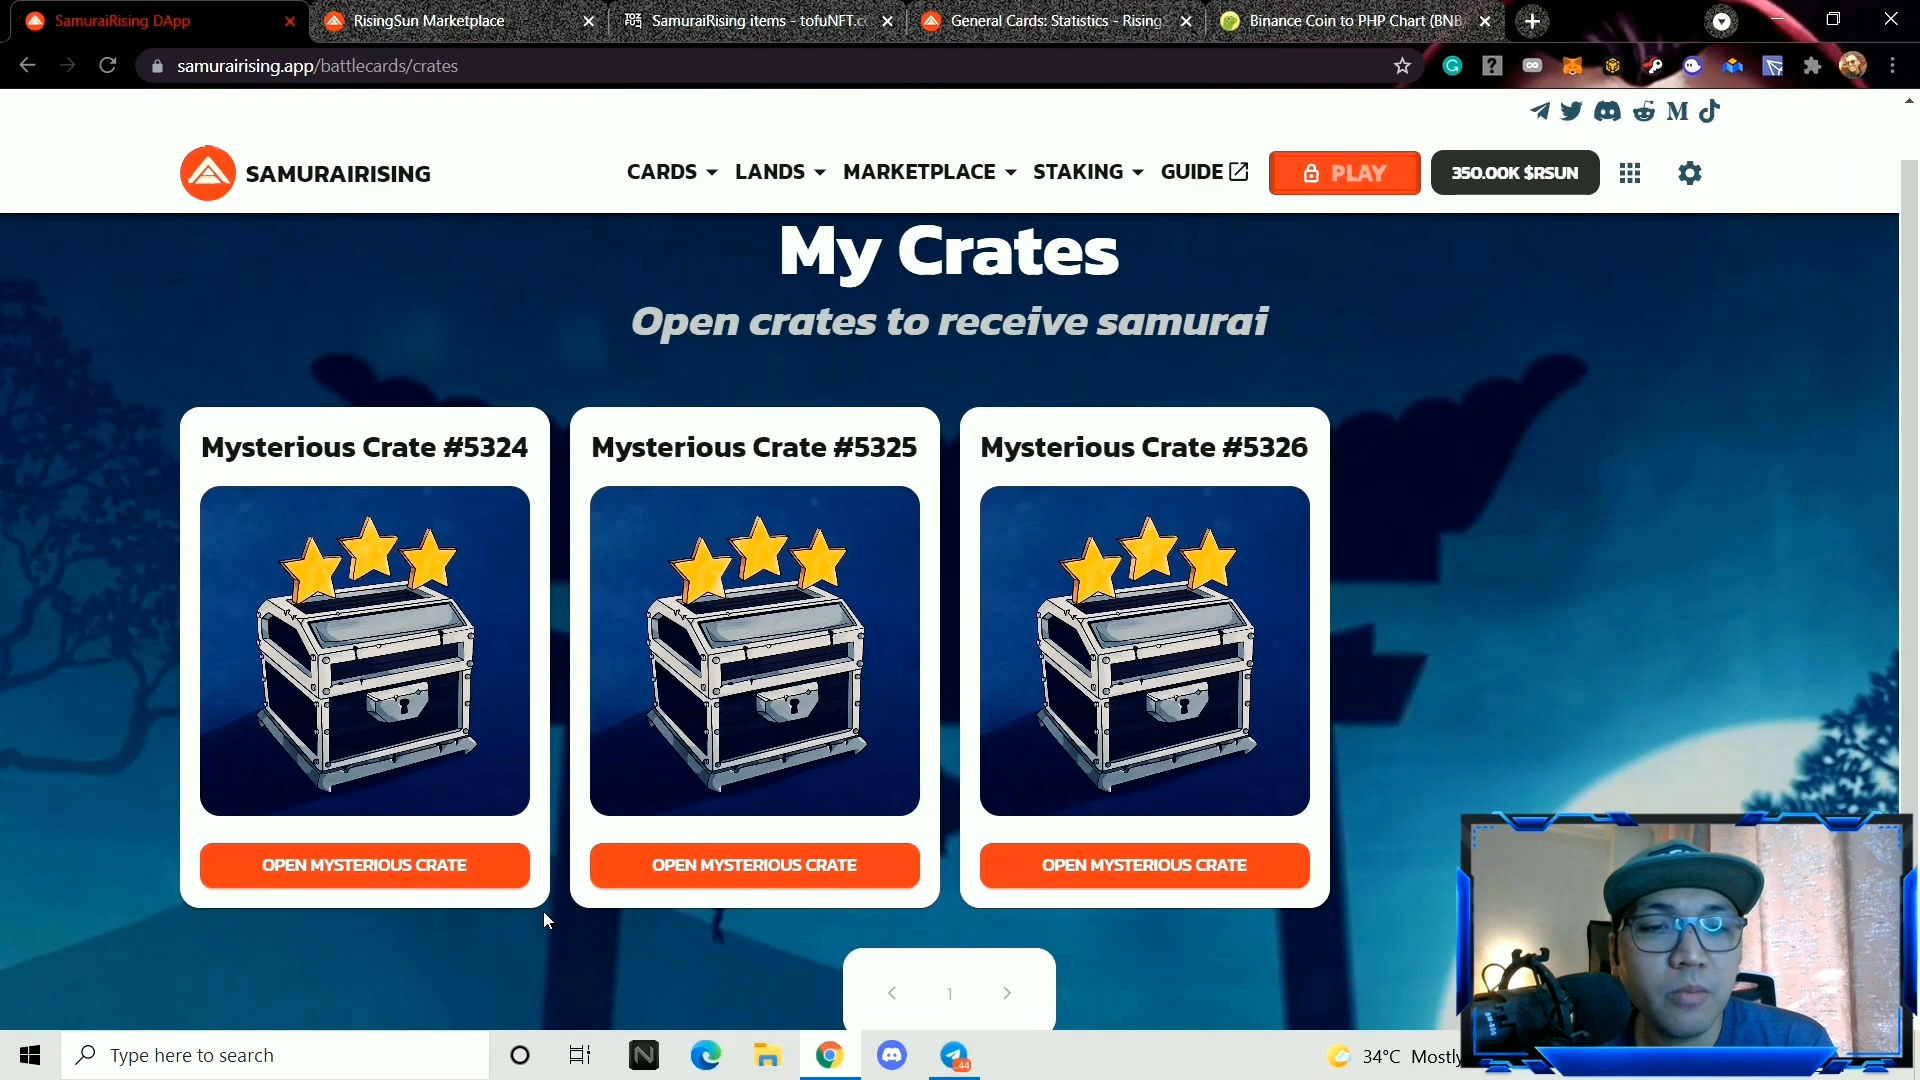 SamuraiRising DApp
RisingSun Marketplace
SamuraiRising items - tofuNFT.c
General Cards: Statistics - Rising
Binance Coin to PHP Chart (BNB
samurairising.app/battlecards/crates
SAMURAIRISING
CARDS LANDS MARKETPLACE STAKING GUIDE PLAY 350.00K $RSUN
My Crates
Open crates to receive samurai
Mysterious Crate #5324
Mysterious Crate #5325
Mysterious Crate #5326
OPEN MYSTERIOUS CRATE
OPEN MYSTERIOUS CRATE
OPEN MYSTERIOUS CRATE
1
Type here to search
44
34°C Mostly